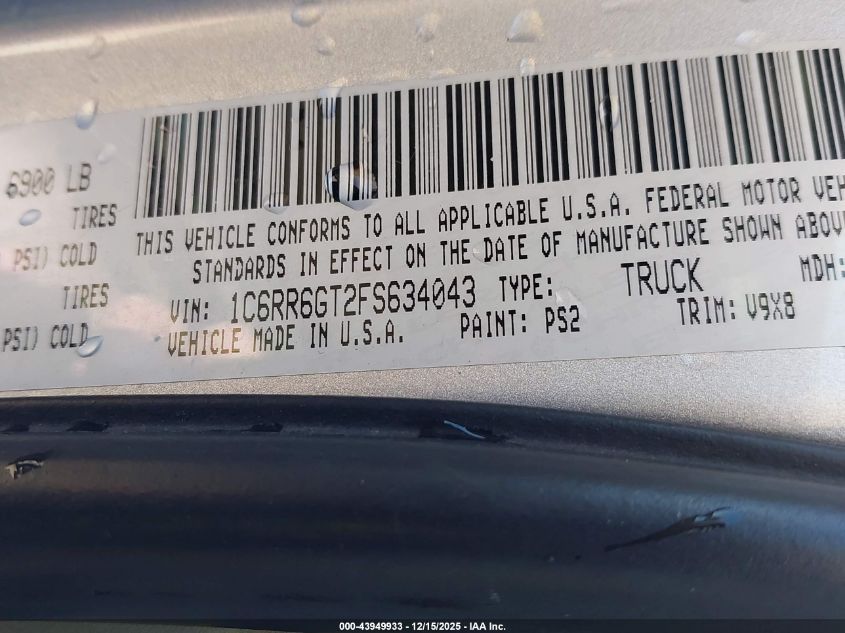 6900 LB
TIRES
THIS VEHICLE CONFORMS TO ALL APPLICABLE U.S.A. FEDERAL MOTOR VEH
PSI) COLD
STANDARDS IN EFFECT ON THE DATE OF MANUFACTURE SHOWN ABOV
TIRES
VIN: 1C6RR6GT2FS634043 TYPE: TRUCK MDH:
PSI) COLD
VEHICLE MADE IN U.S.A. PAINT: PS2 TRIM: V9X8
000-43949933 - 12/15/2025 - IAA Inc.